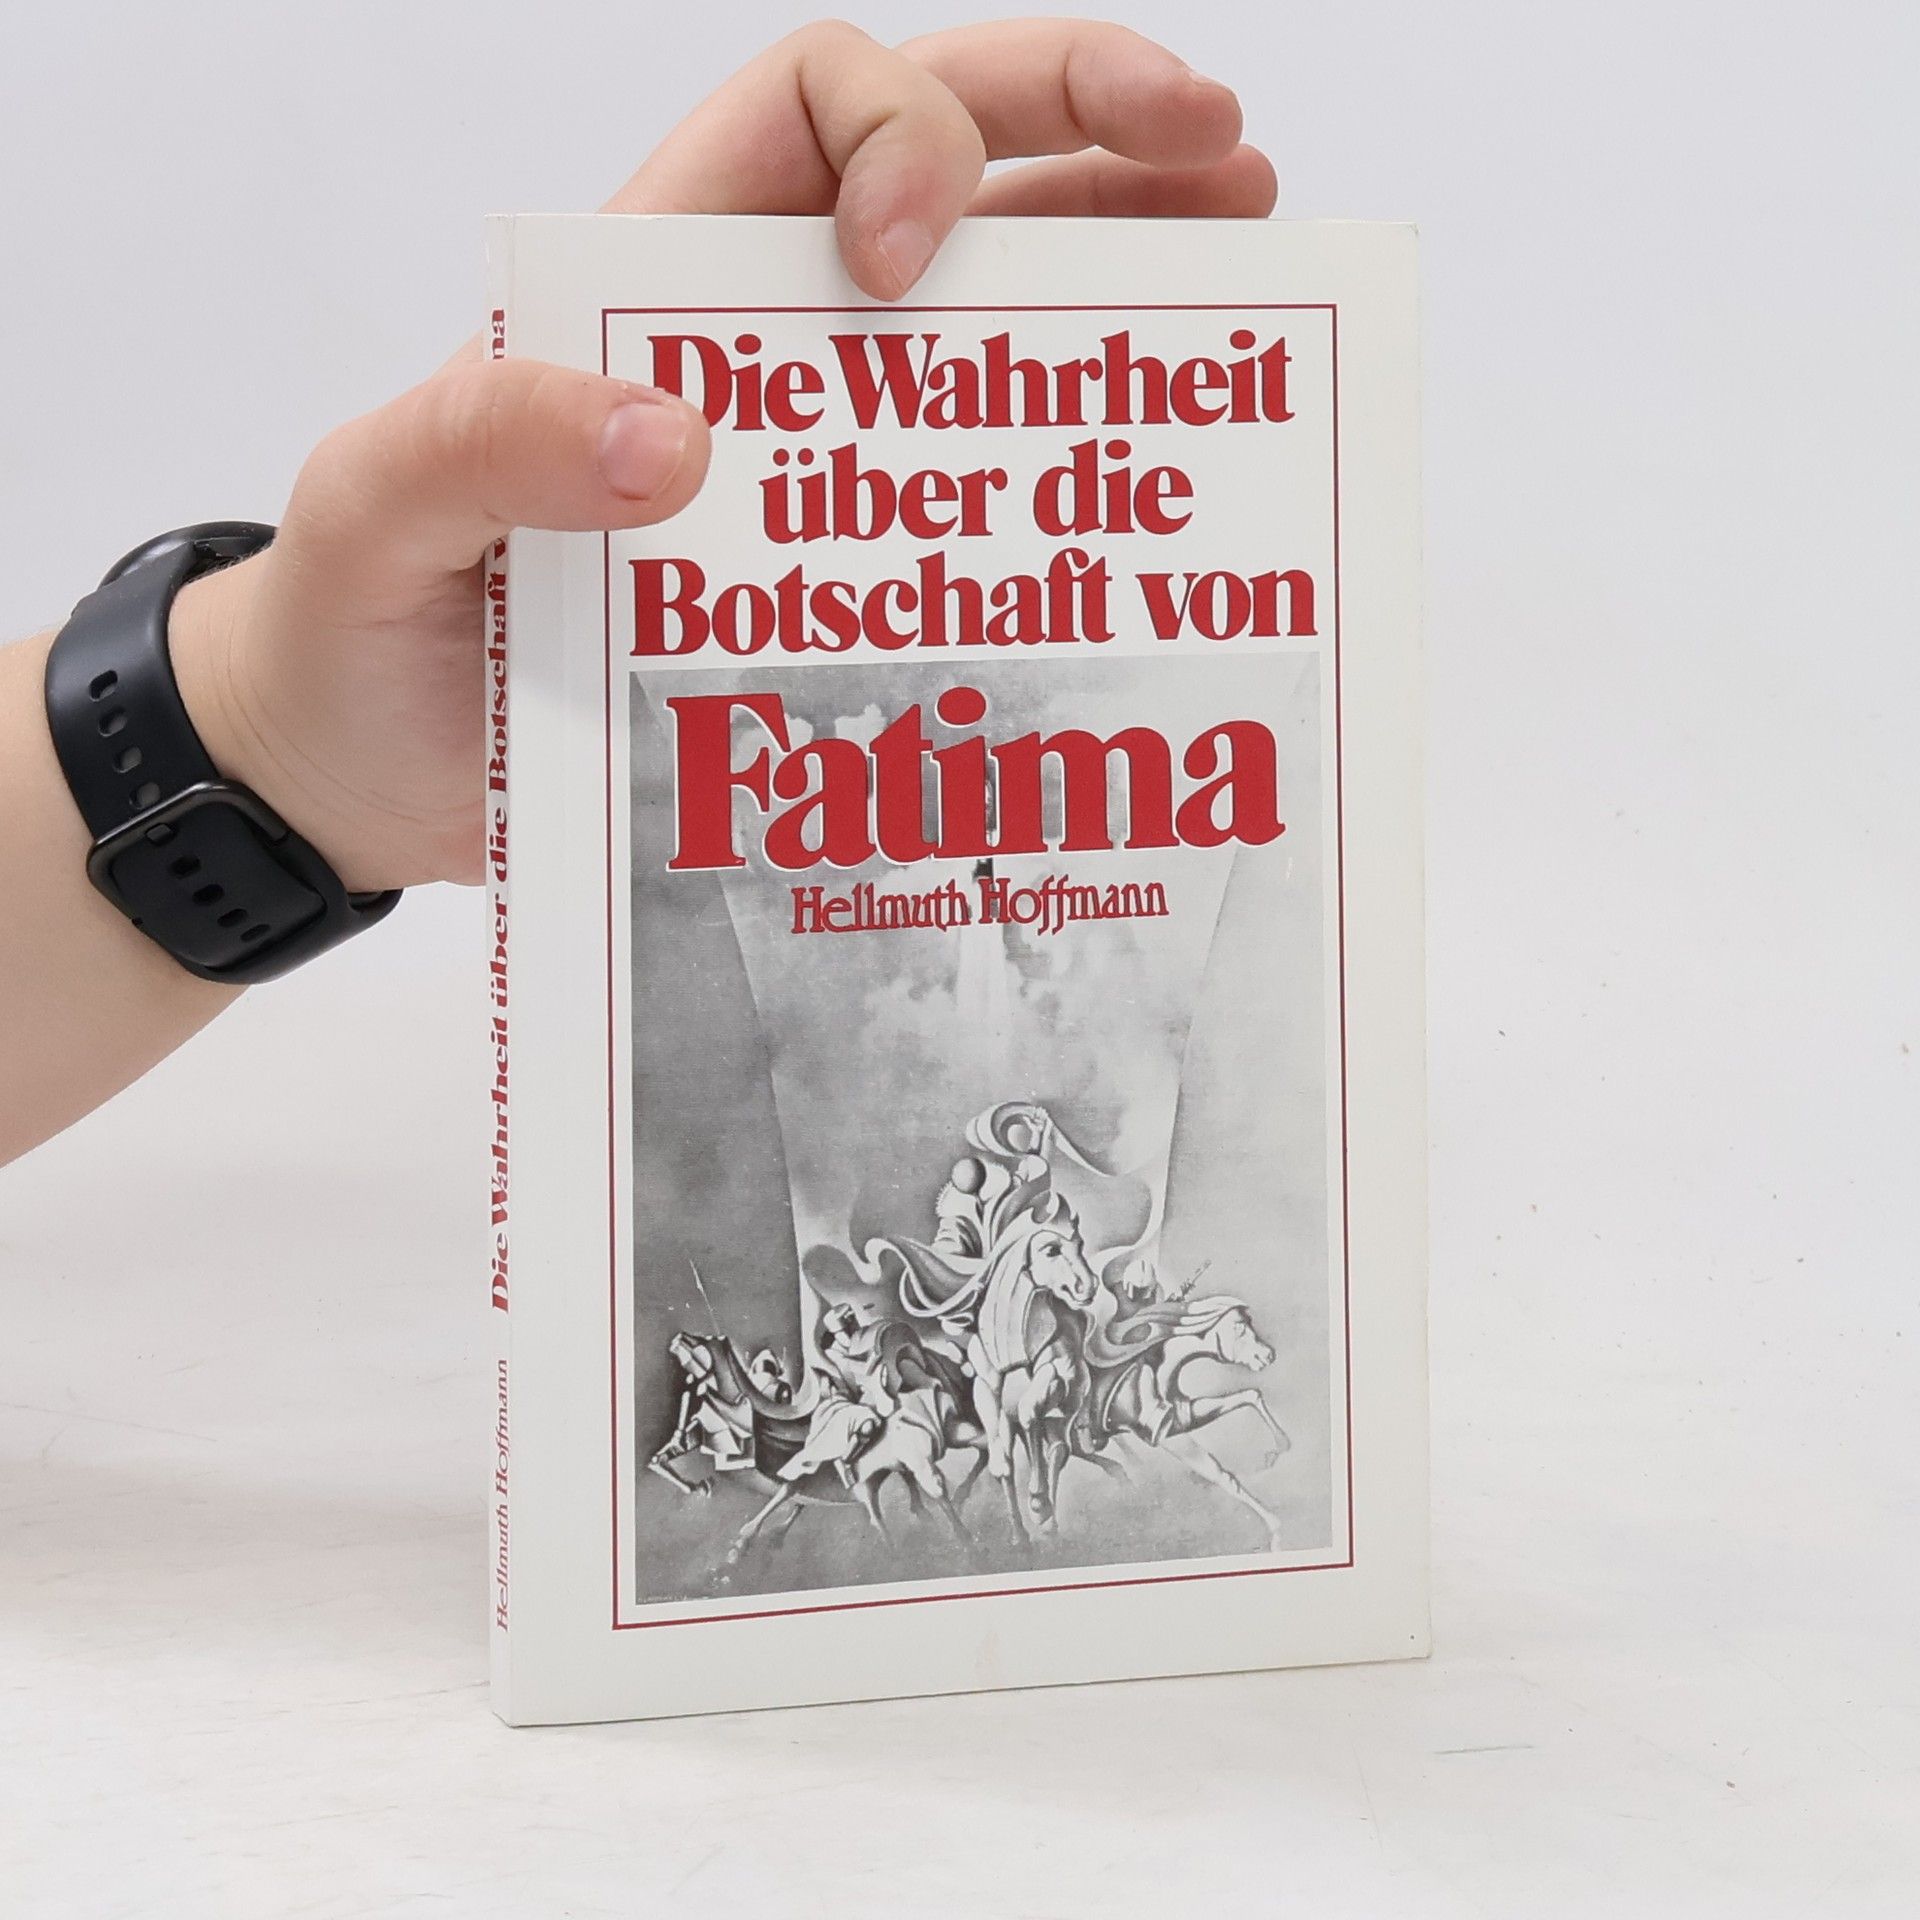 Die Wahrheit
über die
Botschaft von
Fatima
Hellmuth Hoffmann
Hellmuth Hoffmann Die Wahrheit über die Botschaft